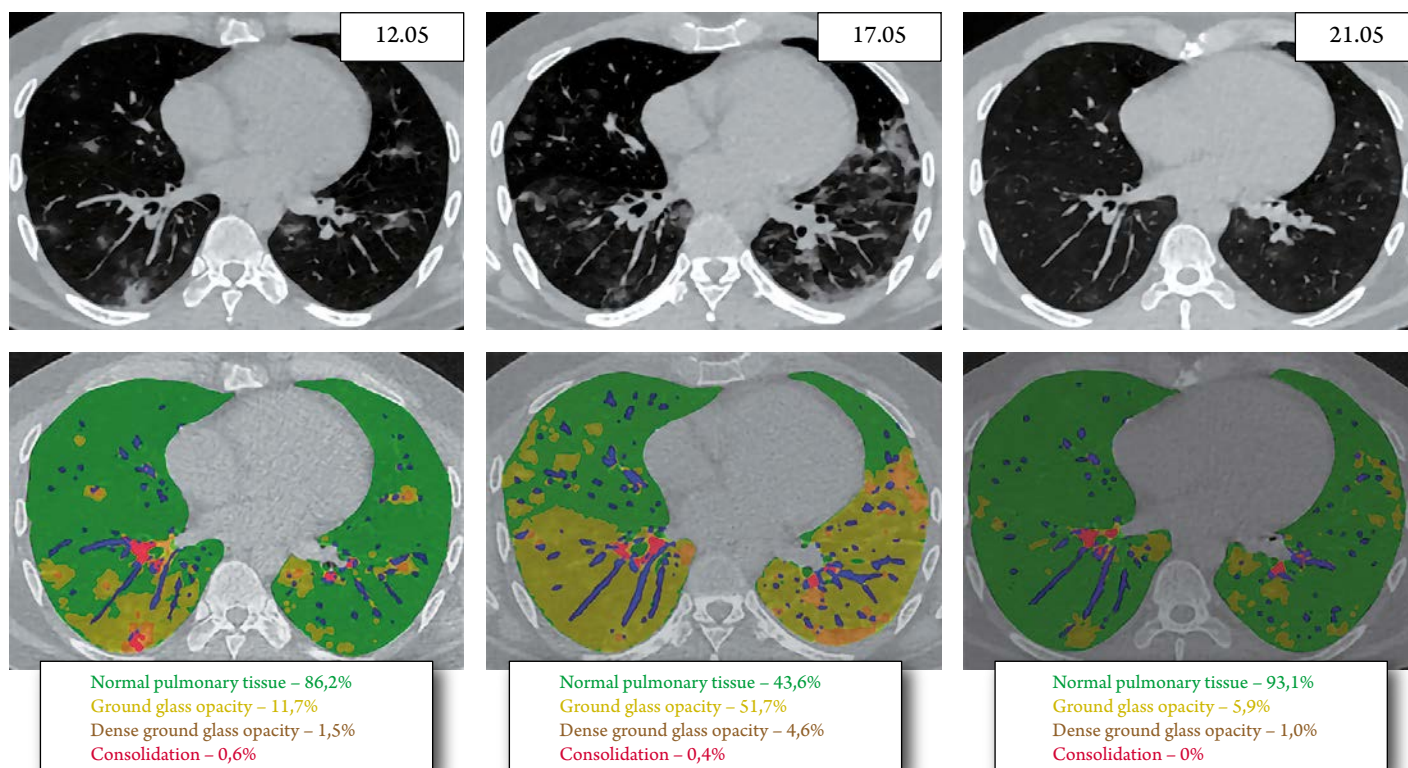 12.05
17.05
21.05
Normal pulmonary tissue – 86,2%
Ground glass opacity – 11,7%
Dense ground glass opacity – 1,5%
Consolidation – 0,6%
Normal pulmonary tissue – 43,6%
Ground glass opacity – 51,7%
Dense ground glass opacity – 4,6%
Consolidation – 0,4%
Normal pulmonary tissue – 93,1%
Ground glass opacity – 5,9%
Dense ground glass opacity – 1,0%
Consolidation – 0%